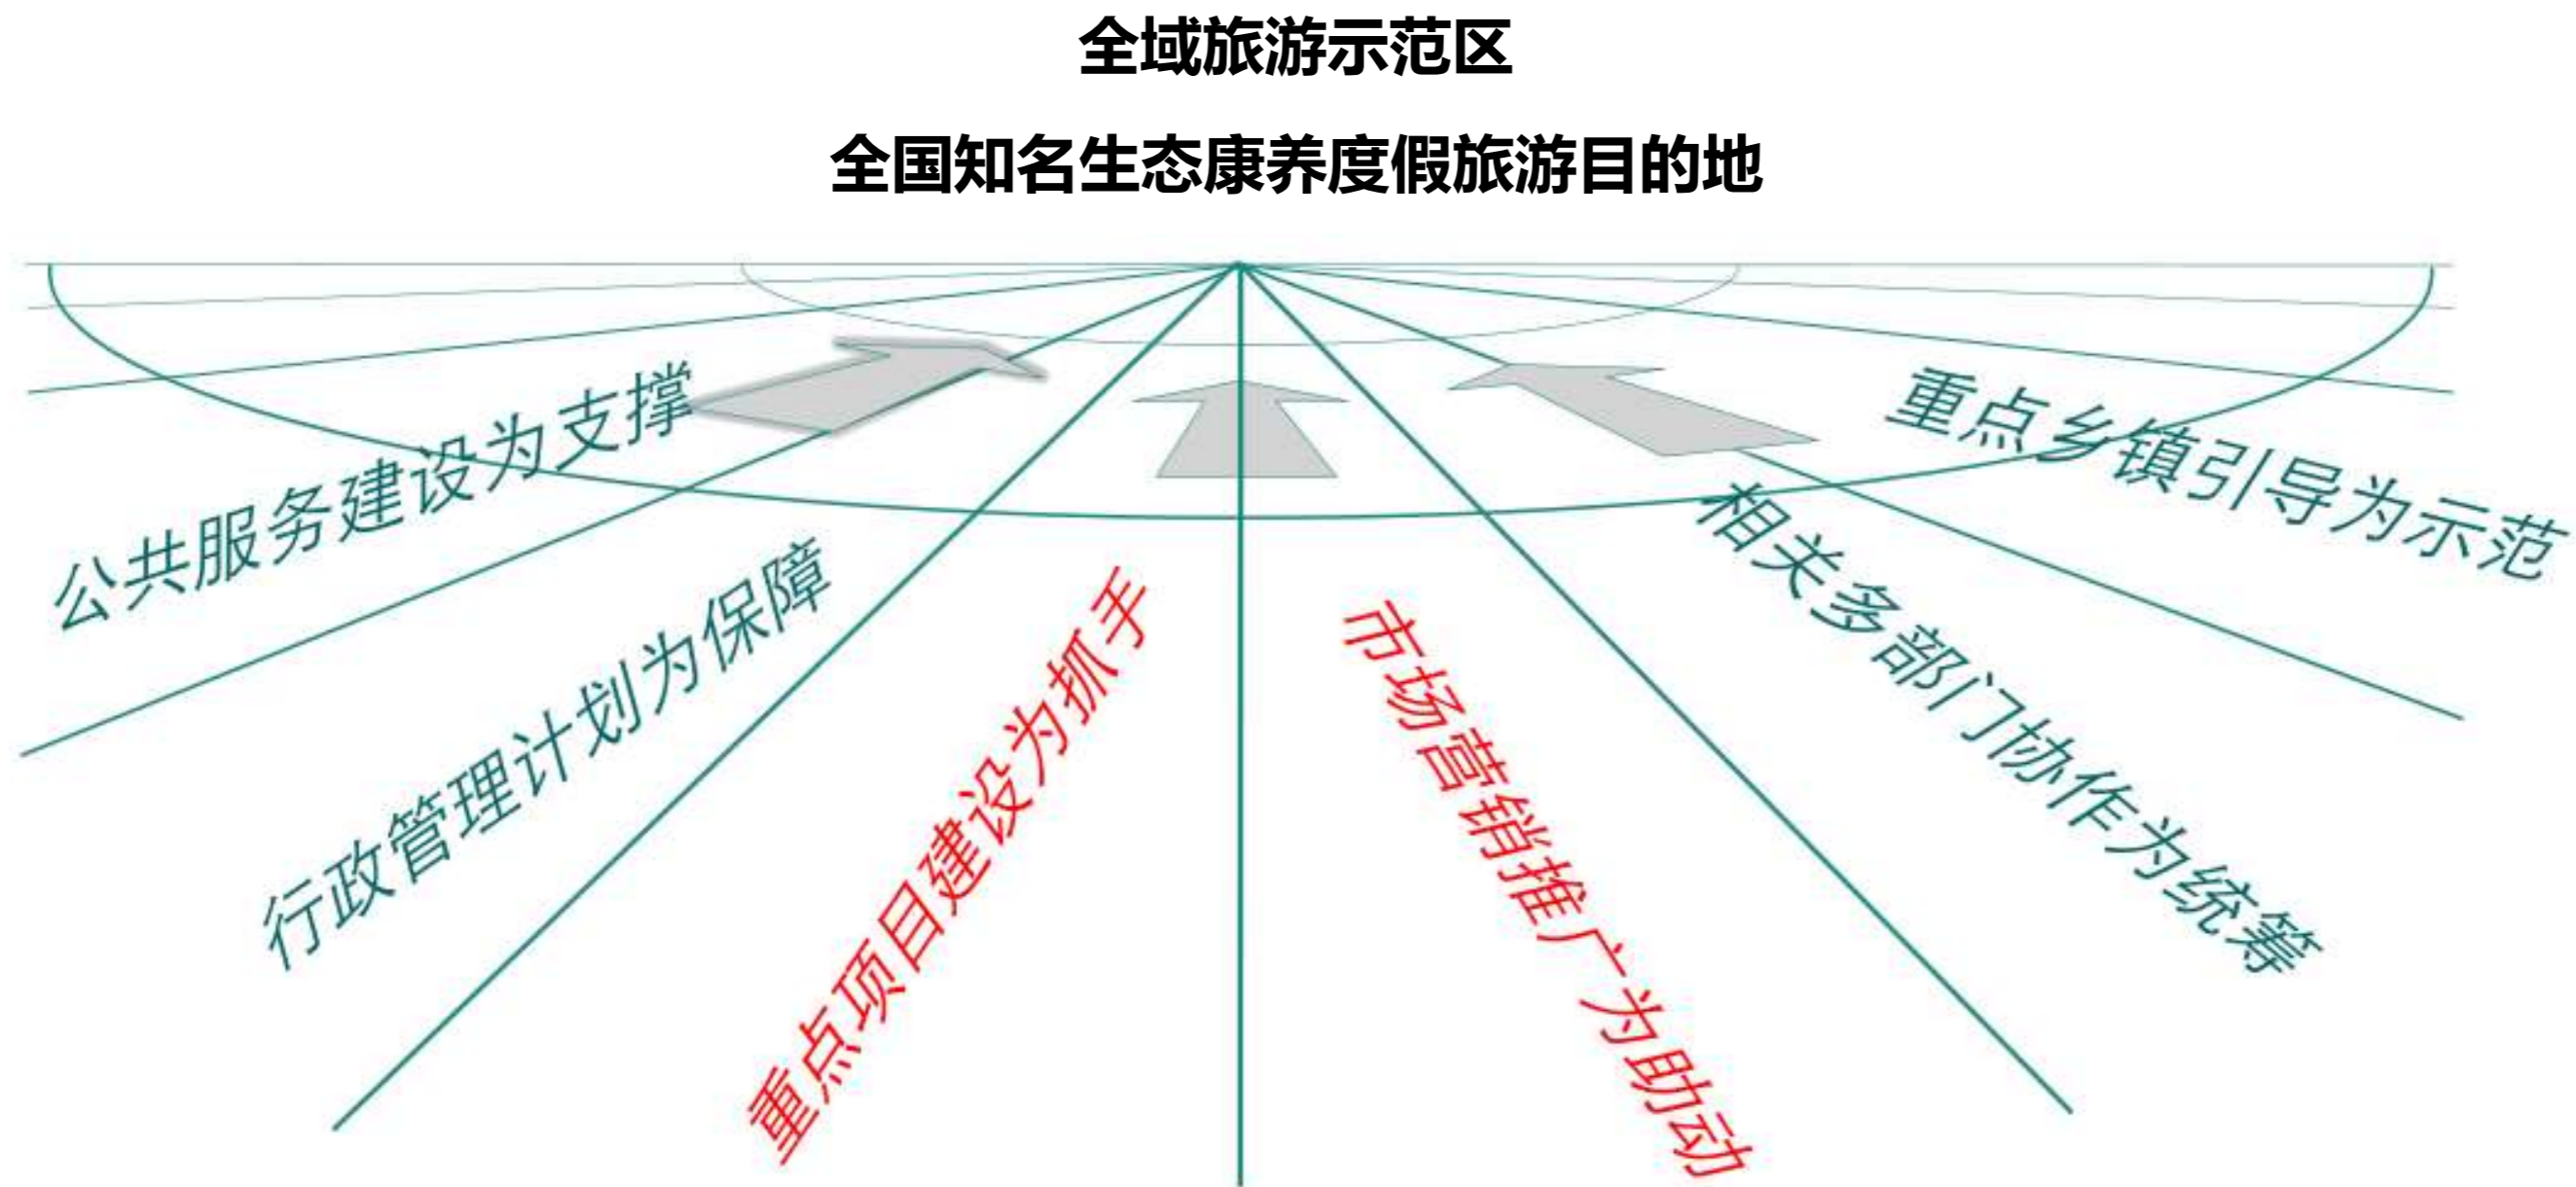 全域旅游示范区
全国知名生态康养度假旅游目的地
公共服务建设为支撑
行政管理计划为保障
重点项目建设为抓手
市场营销推广为助动
相关多部门协作为统筹
重点乡镇引导为示范